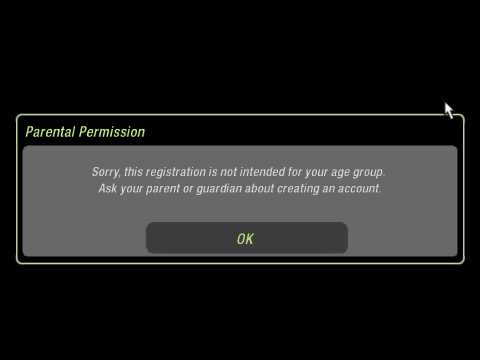 Parental Permission
Sorry, this registration is not intended for your age group.
Ask your parent or guardian about creating an account.
OK